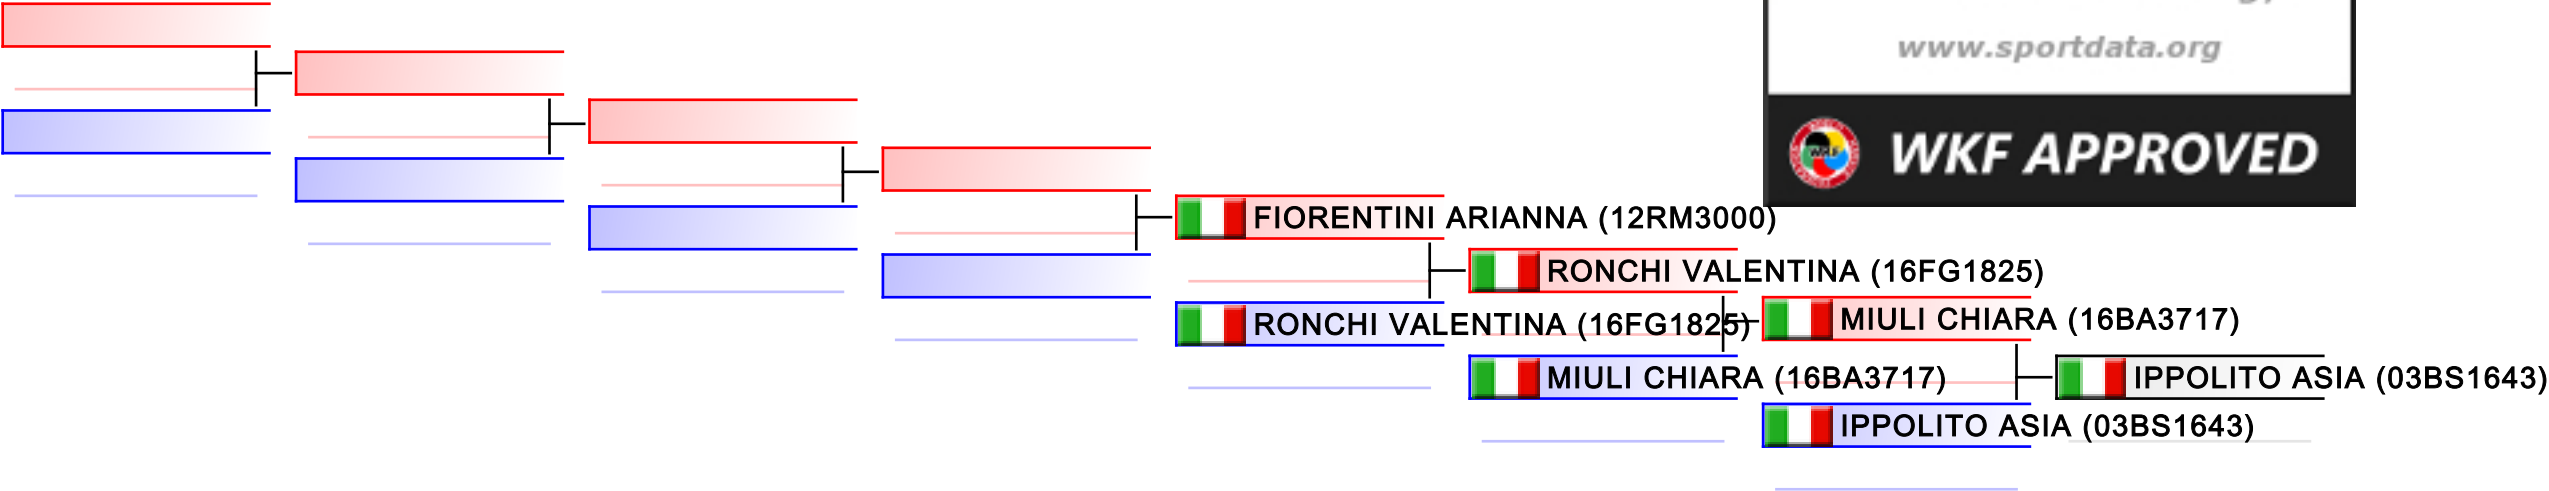 www.sportdata.org
WKF APPROVED
FIORENTINI ARIANNA (12RM3000)
RONCHI VALENTINA (16FG1825)
RONCHI VALENTINA (16FG1825)
MIULI CHIARA (16BA3717)
MIULI CHIARA (16BA3717)
IPPOLITO ASIA (03BS1643)
IPPOLITO ASIA (03BS1643)